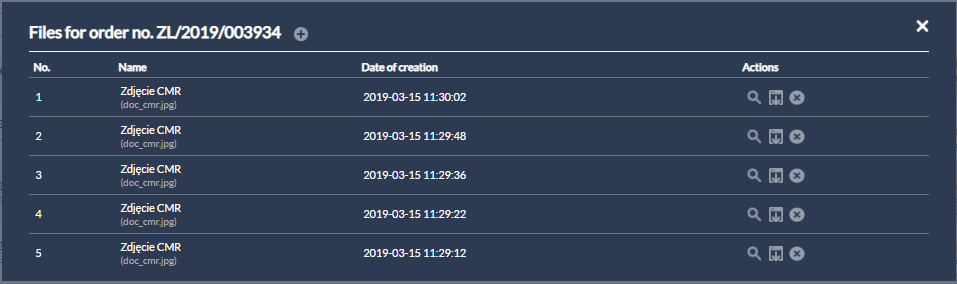 Files for order no. ZL/2019/003934
No. Name Date of creation Actions
1 Zdjęcie CMR 2019-03-15 11:30:02
(doc_cmr.jpg)
2 Zdjęcie CMR 2019-03-15 11:29:48
(doc_cmr.jpg)
3 Zdjęcie CMR 2019-03-15 11:29:36
(doc_cmr.jpg)
4 Zdjęcie CMR 2019-03-15 11:29:22
(doc_cmr.jpg)
5 Zdjęcie CMR 2019-03-15 11:29:12
(doc_cmr.jpg)